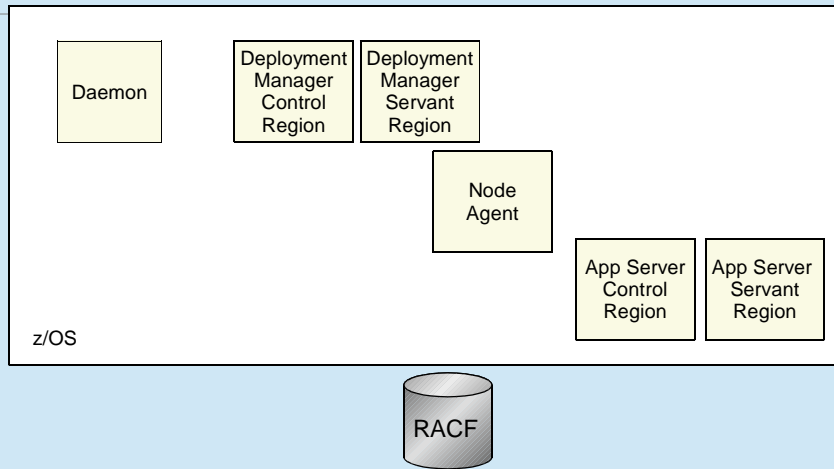 Daemon
Deployment
Manager
Control
Region
Deployment
Manager
Servant
Region
Node
Agent
App Server
Control
Region
App Server
Servant
Region
z/OS
RACF